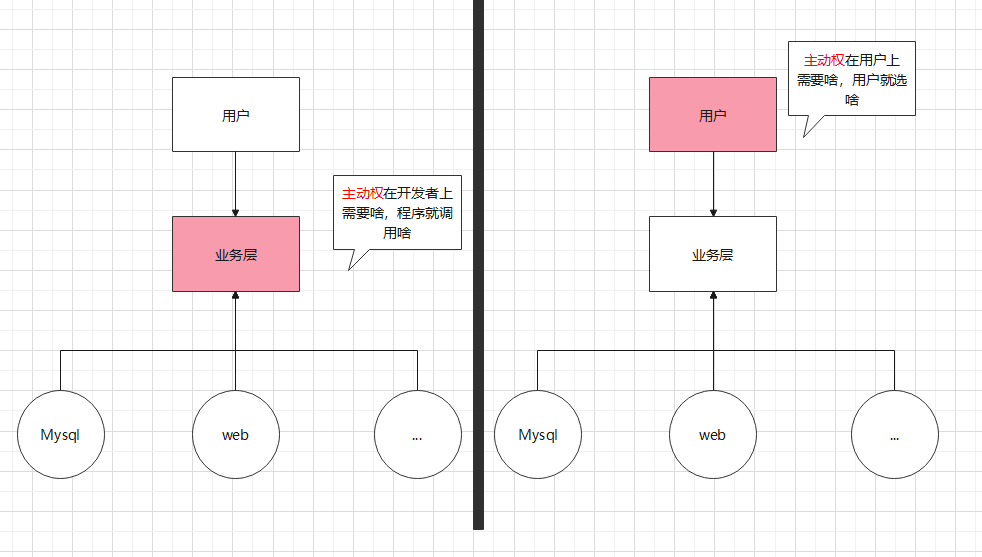 用户
主动权在开发者上
需要啥，程序就调
用啥
业务层
Mysql
web
...
主动权在用户上
需要啥，用户就选
啥
用户
业务层
Mysql
web
...